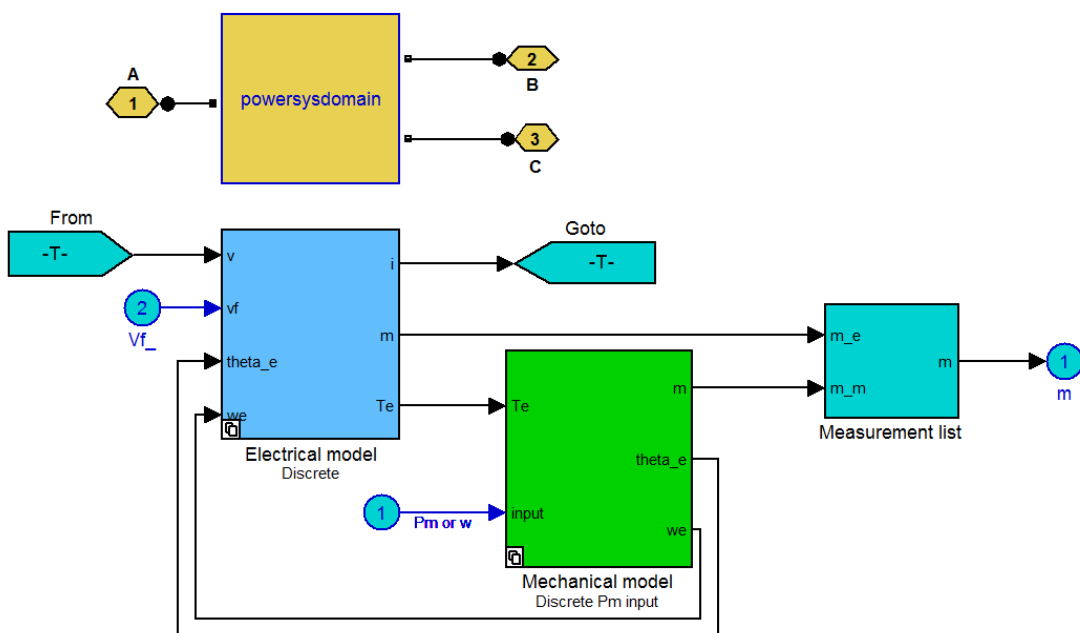 A
1
powersysdomain
2
B
3
C
From
-T-
Goto
-T-
v
i
2
Vf_
vf
m
theta_e
Te
we
Electrical model
Discrete
m_e
m
m_m
Measurement list
1
m
Te
m
theta_e
1
Pm or w
input
we
Mechanical model
Discrete Pm input